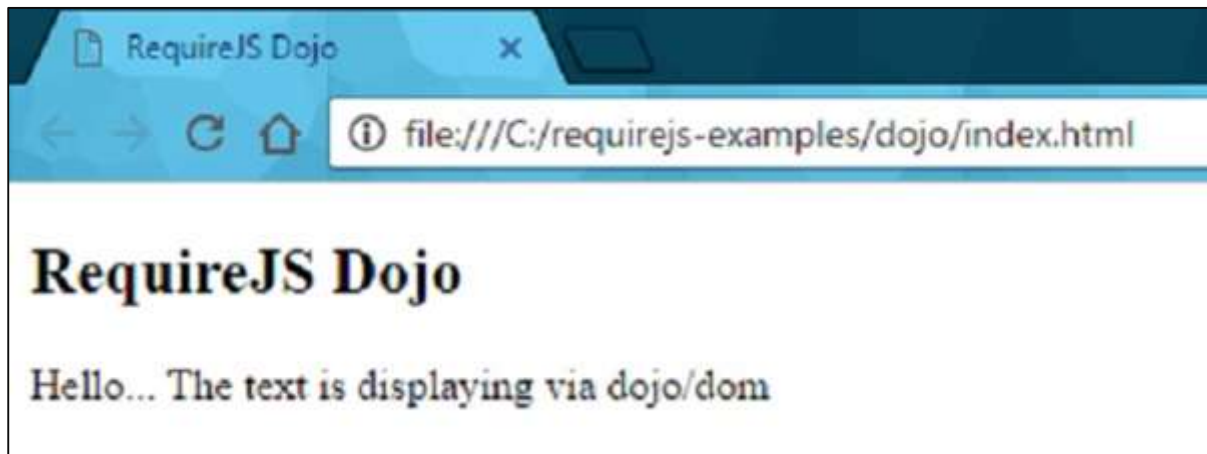 RequireJS Dojo
file:///C:/requirejs-examples/dojo/index.html
RequireJS Dojo
Hello... The text is displaying via dojo/dom